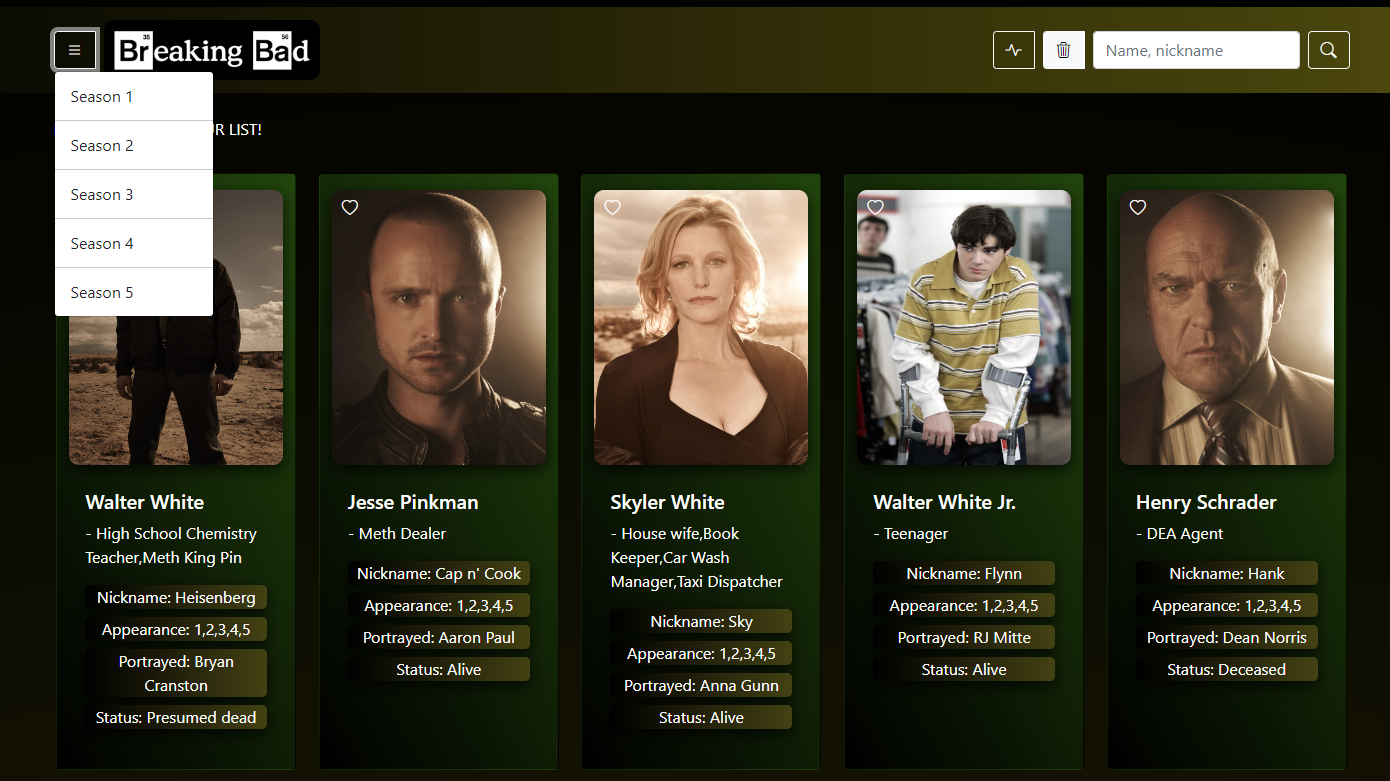 35
56
Breaking Bad
Name, nickname
Season 1
Season 2
Season 3
Season 4
Season 5
UR LIST!
Walter White
- High School Chemistry
Teacher,Meth King Pin
Nickname: Heisenberg
Appearance: 1,2,3,4,5
Portrayed: Bryan
Cranston
Status: Presumed dead
Jesse Pinkman
- Meth Dealer
Nickname: Cap n' Cook
Appearance: 1,2,3,4,5
Portrayed: Aaron Paul
Status: Alive
Skyler White
- House wife,Book
Keeper,Car Wash
Manager,Taxi Dispatcher
Nickname: Sky
Appearance: 1,2,3,4,5
Portrayed: Anna Gunn
Status: Alive
Walter White Jr.
- Teenager
Nickname: Flynn
Appearance: 1,2,3,4,5
Portrayed: RJ Mitte
Status: Alive
Henry Schrader
- DEA Agent
Nickname: Hank
Appearance: 1,2,3,4,5
Portrayed: Dean Norris
Status: Deceased